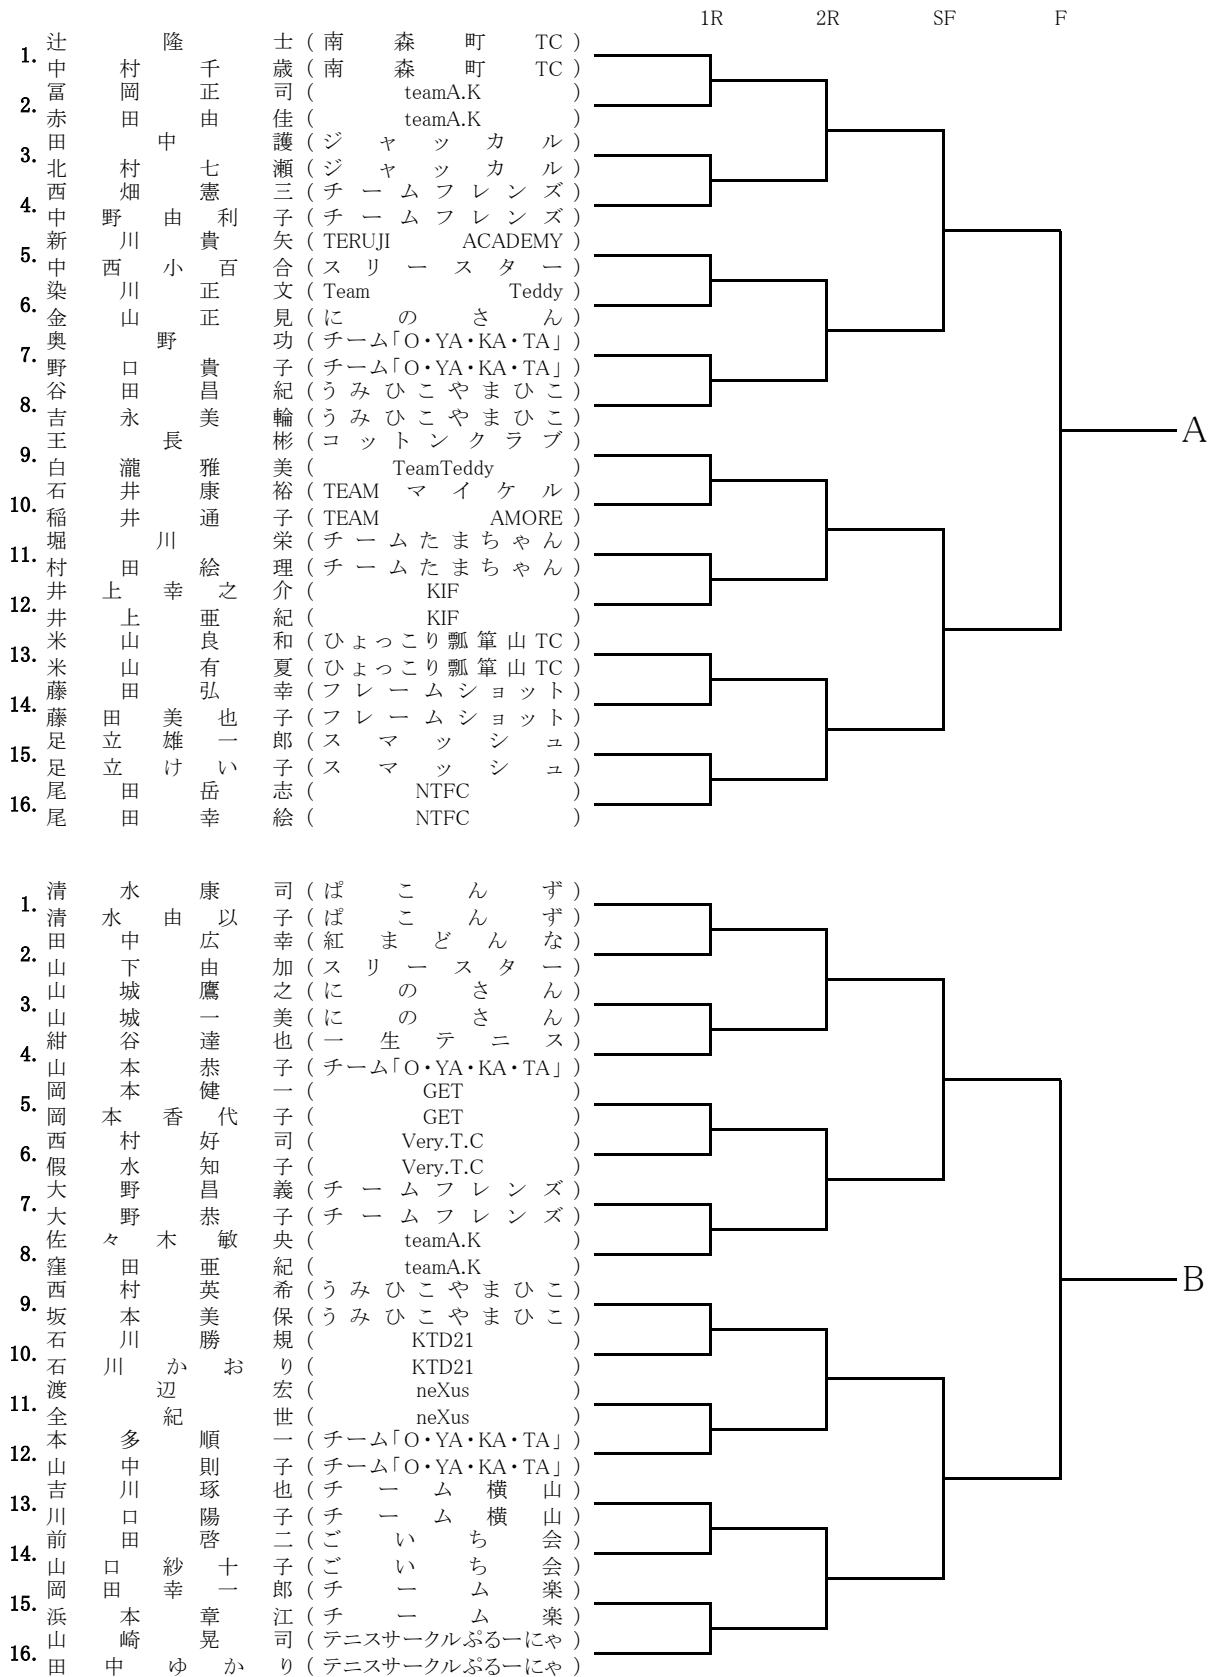 1R 2R SF F
1. 辻隆士(南森町TC)
中村千歳(南森町TC)
2. 冨岡正司(teamA.K)
赤田由佳(teamA.K)
3. 田中護(ジャッカル)
北村七瀬(ジャッカル)
4. 西畑憲三(チームフレンズ)
中野由利子(チームフレンズ)
5. 新川貴矢(TERUJI ACADEMY)
中西小百合(スリースター)
6. 染川正文(Team Teddy)
金山正見(にのさん)
7. 奥野功(チーム「O・YA・KA・TA」)
野口貴子(チーム「O・YA・KA・TA」)
8. 谷田昌紀(うみひこやまひこ)
吉永美輪(うみひこやまひこ)
A
9. 王長彬(コットンクラブ)
白瀧雅美(TeamTeddy)
10. 石井康裕(TEAM マイケル)
稲井通子(TEAM AMORE)
11. 堀川栄(チームたまちゃん)
村田絵理(チームたまちゃん)
12. 井上幸之介(KIF)
井上亜紀(KIF)
13. 米山良和(ひょっこり瓢箪山TC)
米山有夏(ひょっこり瓢箪山TC)
14. 藤田弘幸(フレームショット)
藤田美也子(フレームショット)
15. 足立雄一郎(スマッシュ)
足立けい子(スマッシュ)
16. 尾田岳志(NTFC)
尾田幸絵(NTFC)
1. 清水康司(ぱこんず)
清水由以子(ぱこんず)
2. 田中広幸(紅まどんな)
山下由加(スリースター)
3. 山城鷹之(にのさん)
山城一美(にのさん)
4. 紺谷達也(一生テニス)
山本恭子(チーム「O・YA・KA・TA」)
5. 岡本健一(GET)
岡本香代子(GET)
6. 西村好司(Very.T.C)
假水知子(Very.T.C)
7. 大野昌義(チームフレンズ)
大野恭子(チームフレンズ)
8. 佐々木敏央(teamA.K)
窪田亜紀(teamA.K)
B
9. 西村英希(うみひこやまひこ)
坂本美保(うみひこやまひこ)
10. 石川勝規(KTD21)
石川かおり(KTD21)
11. 渡辺宏(neXus)
全紀世(neXus)
12. 本多順一(チーム「O・YA・KA・TA」)
山中則子(チーム「O・YA・KA・TA」)
13. 吉川琢也(チーム横山)
川口陽子(チーム横山)
14. 前田啓二(ごいち会)
山口紗十子(ごいち会)
15. 岡田幸一郎(チーム楽)
浜本章江(チーム楽)
16. 山崎晃司(テニスサークルぷるーにゃ)
田中ゆかり(テニスサークルぷるーにゃ)